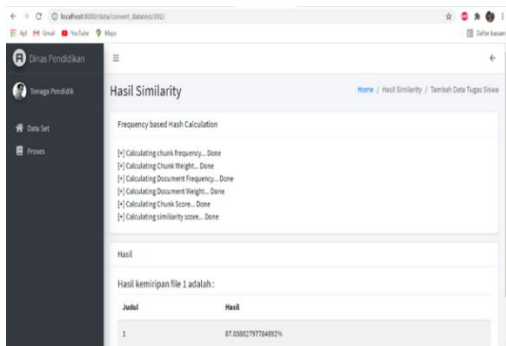 localhost:8000/data/convert_datatest/392/
Apl
Gmail
YouTube
Maps
Daftar bacaan
Dinas Pendidikan
Tenaga Pendidik
Data Set
Proses
Hasil Similarity
Home / Hasil Similarity / Tambah Data Tugas Siswa
Frequency based Hash Calculation
[+] Calculating chunk frequency... Done
[+] Calculating Chunk Weight... Done
[+] Calculating Document Frequency... Done
[+] Calculating Document Weight... Done
[+] Calculating Chunk Score... Done
[+] Calculating similiarity score... Done
Hasil
Hasil kemiripan file 1 adalah :
Judul Hasil
1 87.03882797784892%